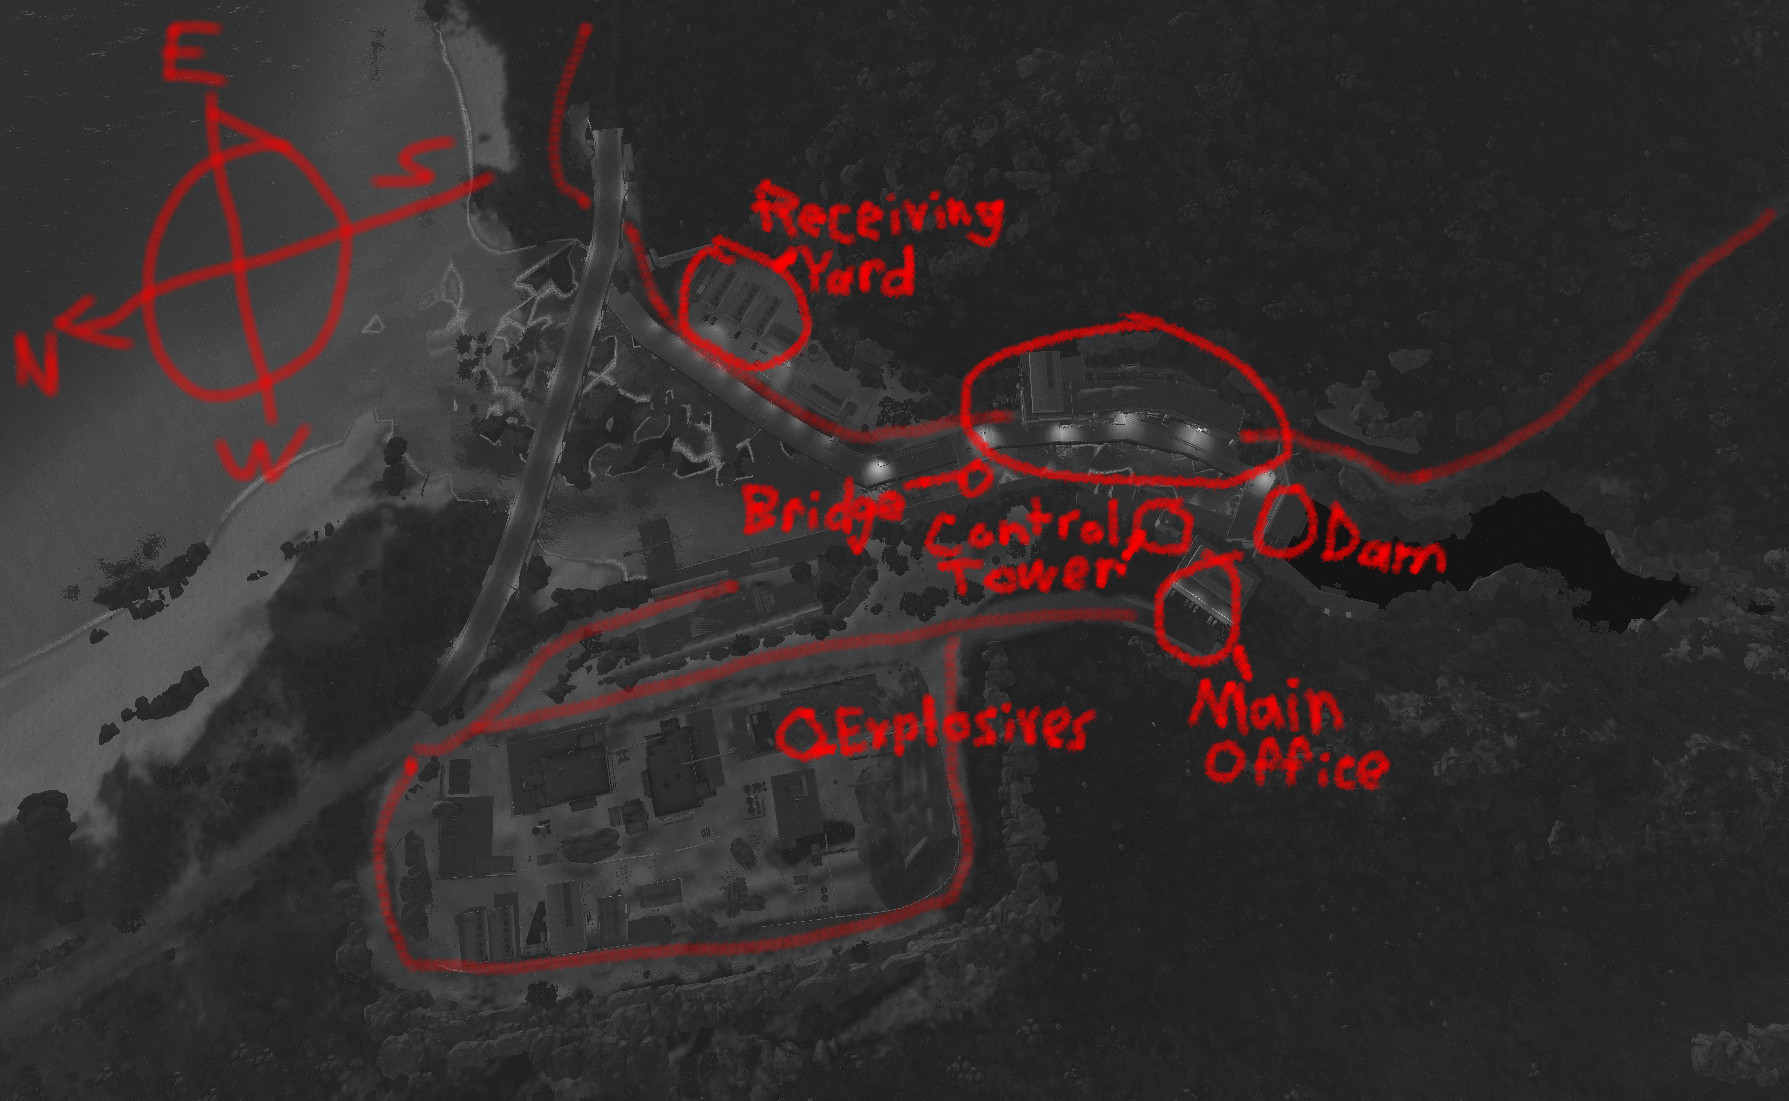 E
S
N
W
Receiving
Yard
Bridge
Control
Tower
Dam
Main
Office
Explosives